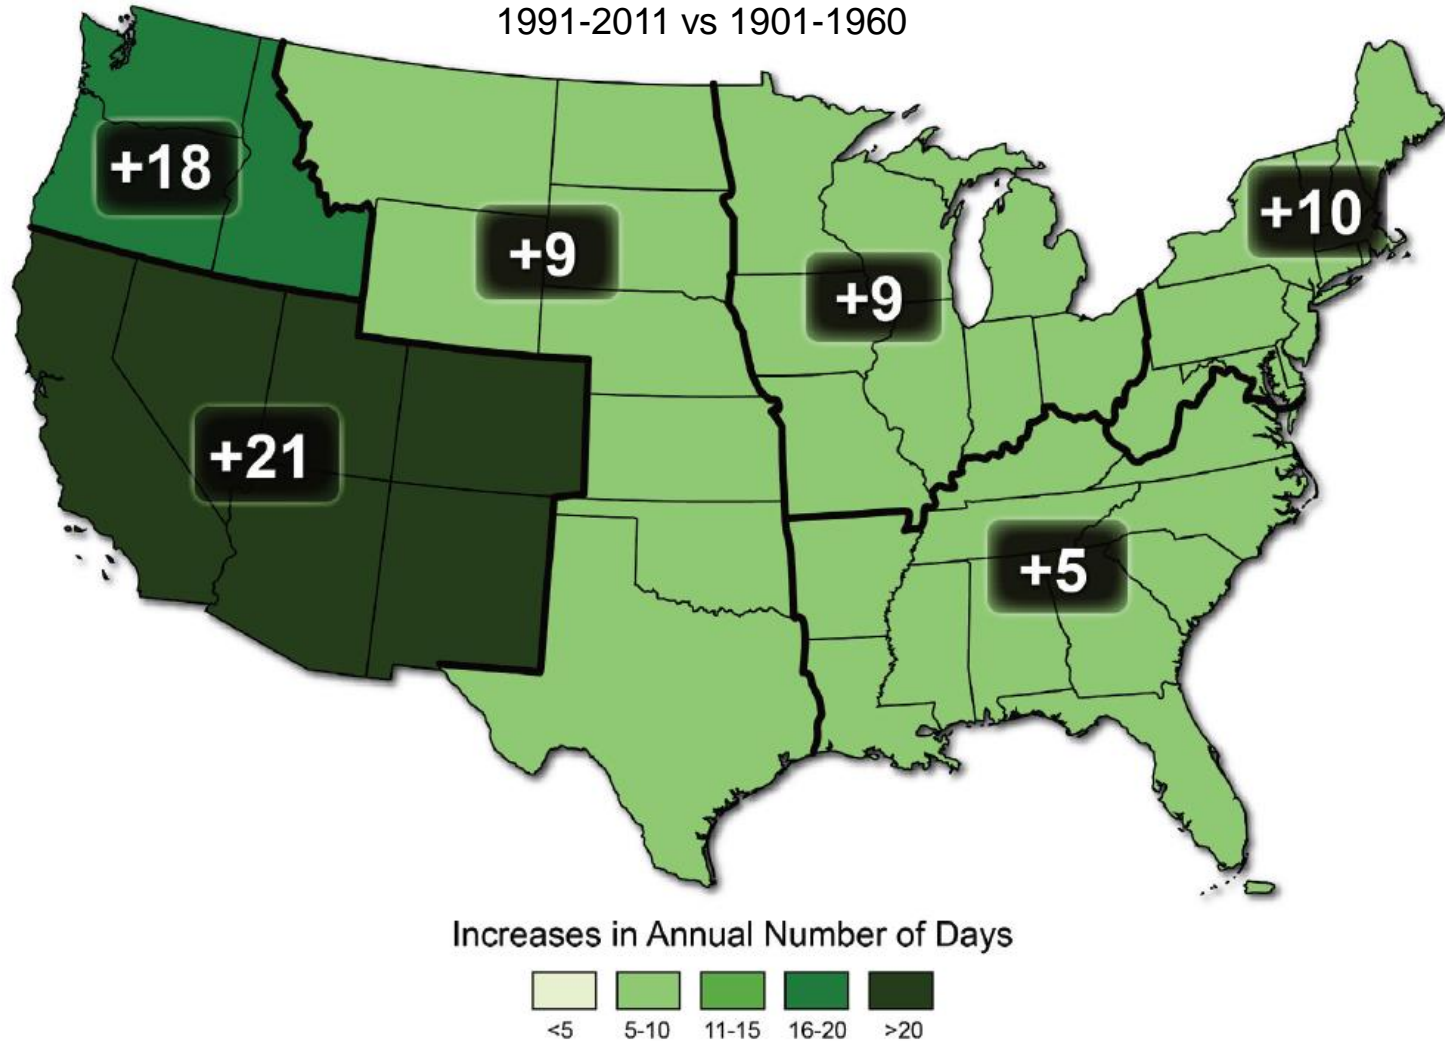 1991-2011 vs 1901-1960
+18
+9
+9
+10
+21
+5
Increases in Annual Number of Days
<5 5-10 11-15 16-20 >20